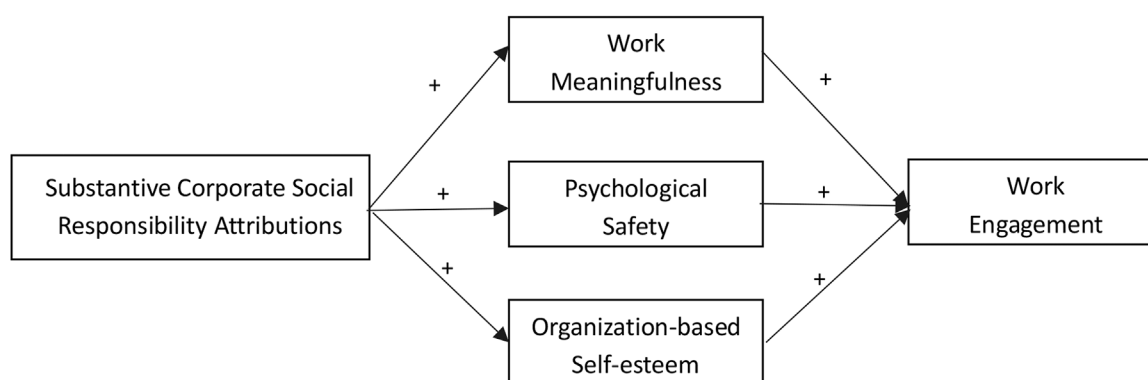 Work
Meaningfulness
+
+
Substantive Corporate Social
Responsibility Attributions
+
Psychological
Safety
+
Work
Engagement
+
+
Organization-based
Self-esteem